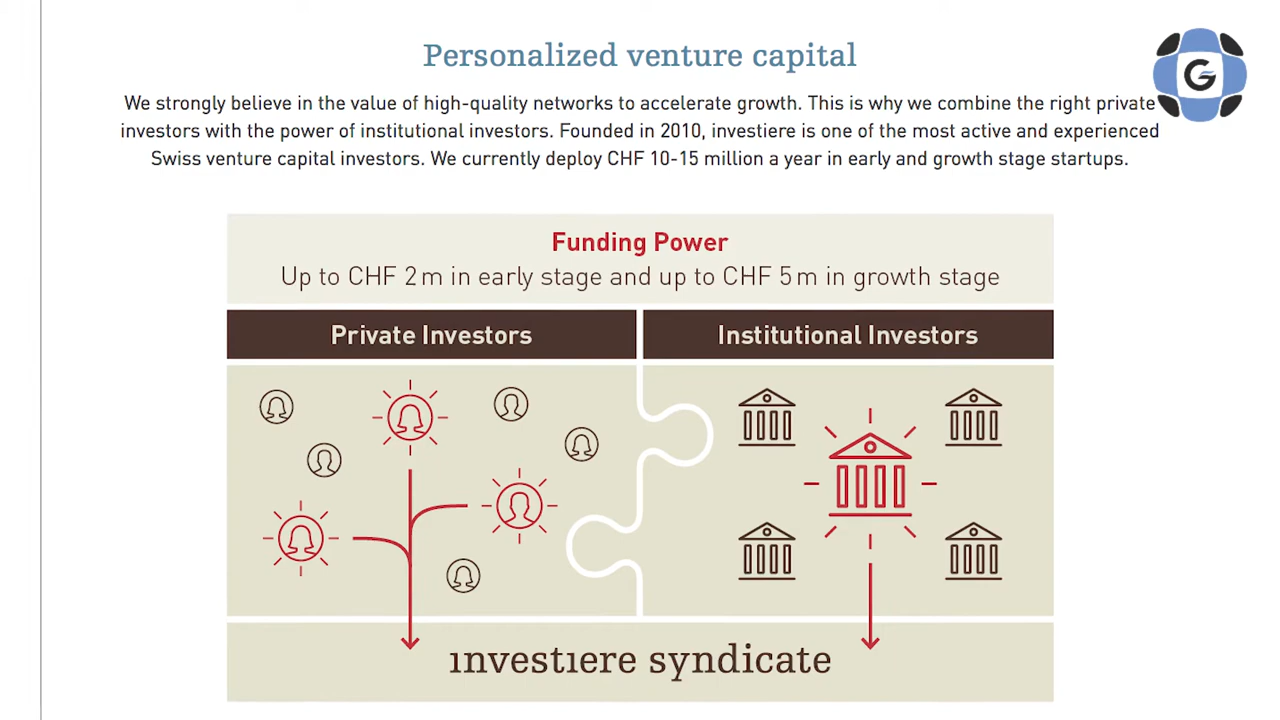 Personalized venture capital
We strongly believe in the value of high-quality networks to accelerate growth. This is why we combine the right private
investors with the power of institutional investors. Founded in 2010, investiere is one of the most active and experienced
Swiss venture capital investors. We currently deploy CHF 10-15 million a year in early and growth stage startups.
G
Funding Power
Up to CHF 2 m in early stage and up to CHF 5 m in growth stage
Private Investors
Institutional Investors
ınvestıere syndicate